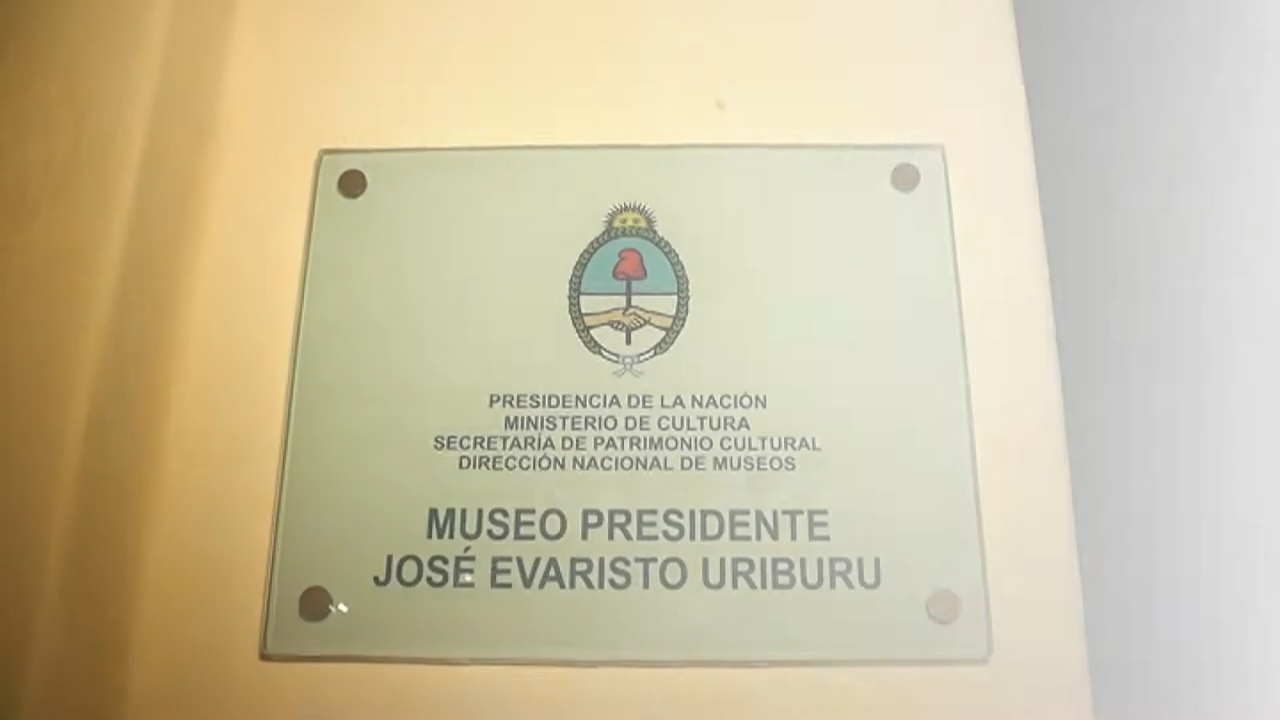 PRESIDENCIA DE LA NACIÓN
MINISTERIO DE CULTURA
SECRETARÍA DE PATRIMONIO CULTURAL
DIRECCIÓN NACIONAL DE MUSEOS
MUSEO PRESIDENTE
JOSÉ EVARISTO URIBURU